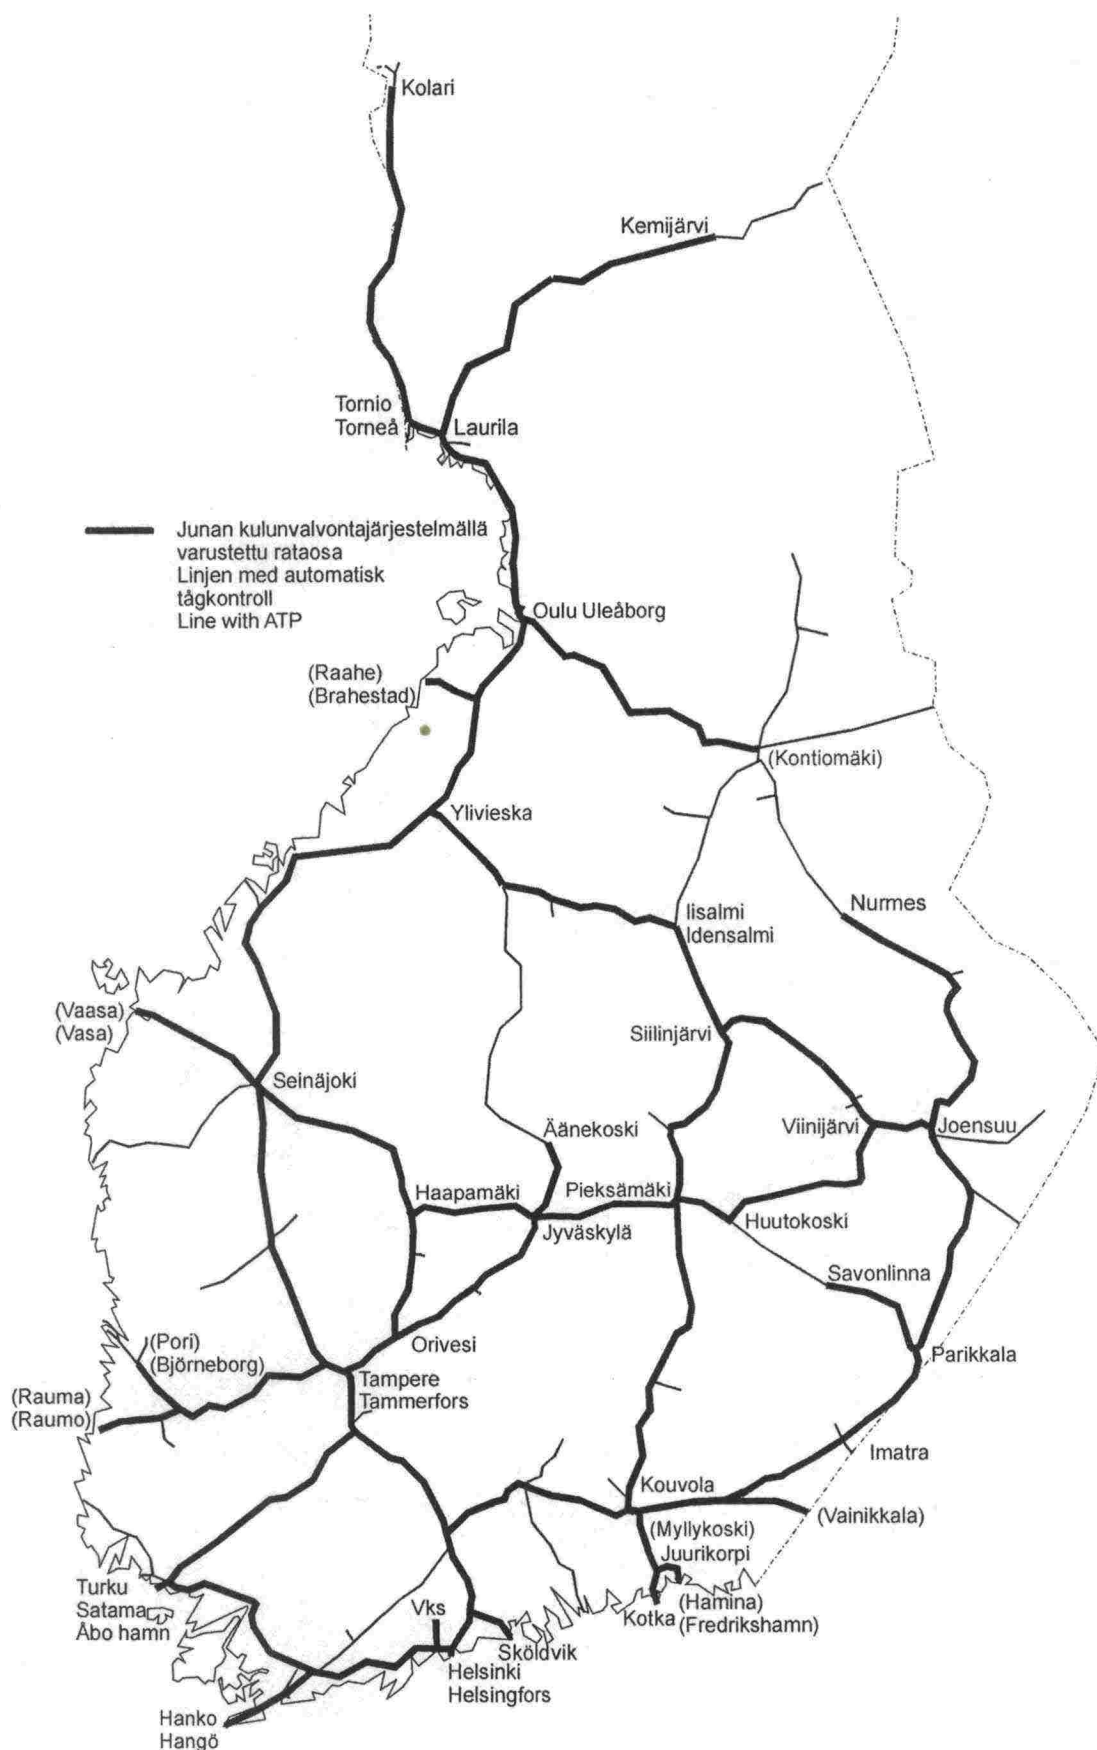 Kolari
Kemijärvi
Tornio
Torneå
Laurila
Junan kulunvalvontajärjestelmällä
varustettu rataosa
Linjen med automatisk
tågkontroll
Line with ATP
Oulu Uleåborg
(Raahe)
(Brahestad)
(Kontiomäki)
Ylivieska
Nurmes
Iisalmi
Idensalmi
(Vaasa)
(Vasa)
Siilinjärvi
Seinäjoki
Äänekoski
Viinijärvi
Joensuu
Haapamäki
Pieksämäki
Jyväskylä
Huutokoski
Savonlinna
(Pori)
(Björneborg)
Orivesi
Parikkala
Tampere
Tammerfors
(Rauma)
(Raumo)
Imatra
Kouvola
(Vainikkala)
(Myllykoski)
Juurikorpi
Turku
Satama
Åbo hamn
Vks
Kotka
(Hamina)
(Fredrikshamn)
Sköldvik
Helsinki
Helsingfors
Hanko
Hangö